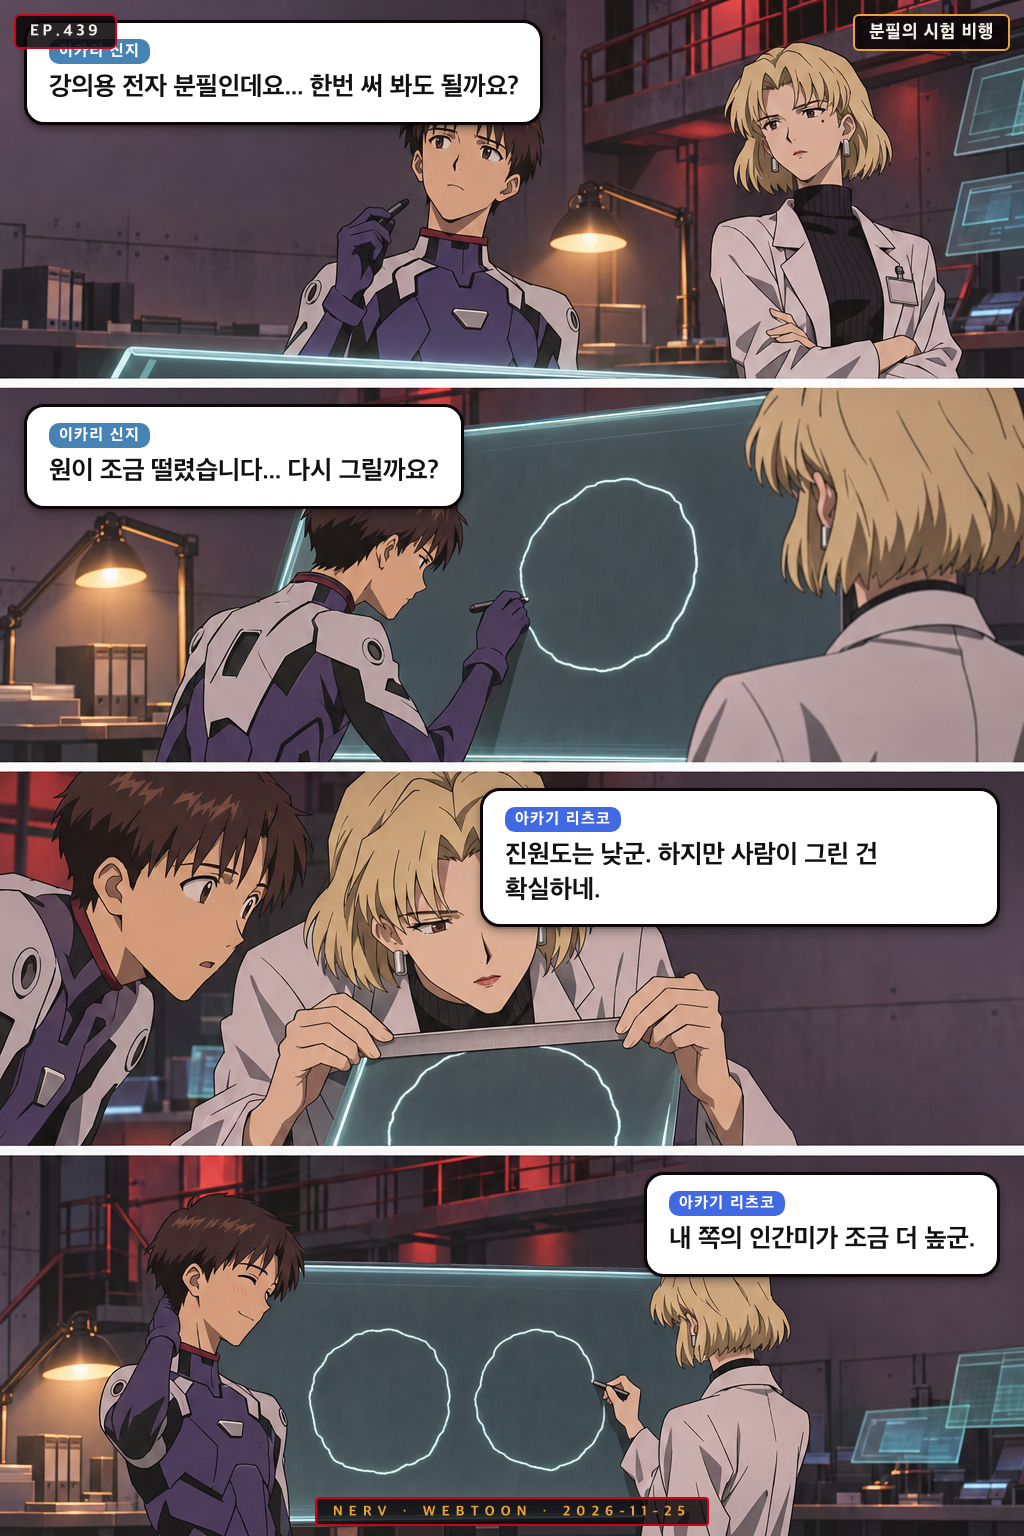 EP.439
분필의 시험 비행
이카리 신지
강의용 전자 분필인데요... 한번 써 봐도 될까요?
이카리 신지
원이 조금 떨렸습니다... 다시 그릴까요?
아카기 리츠코
진원도는 낮군. 하지만 사람이 그린 건
확실하네.
아카기 리츠코
내 쪽의 인간미가 조금 더 높군.
NERV · WEBTOON · 2026-11-25